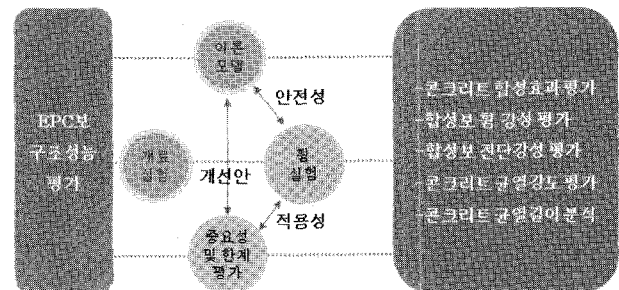 EPC보
구조성능
평가
이론
모델
재료
실험
휨
실험
중요성
및 한계
평가
안전성
개선안
적용성
콘크리트 합성효과 평가
합성보 휨 강성 평가
합성보 전단강성 평가
콘크리트 균열강도 평가
콘크리트 균열깊이 분석